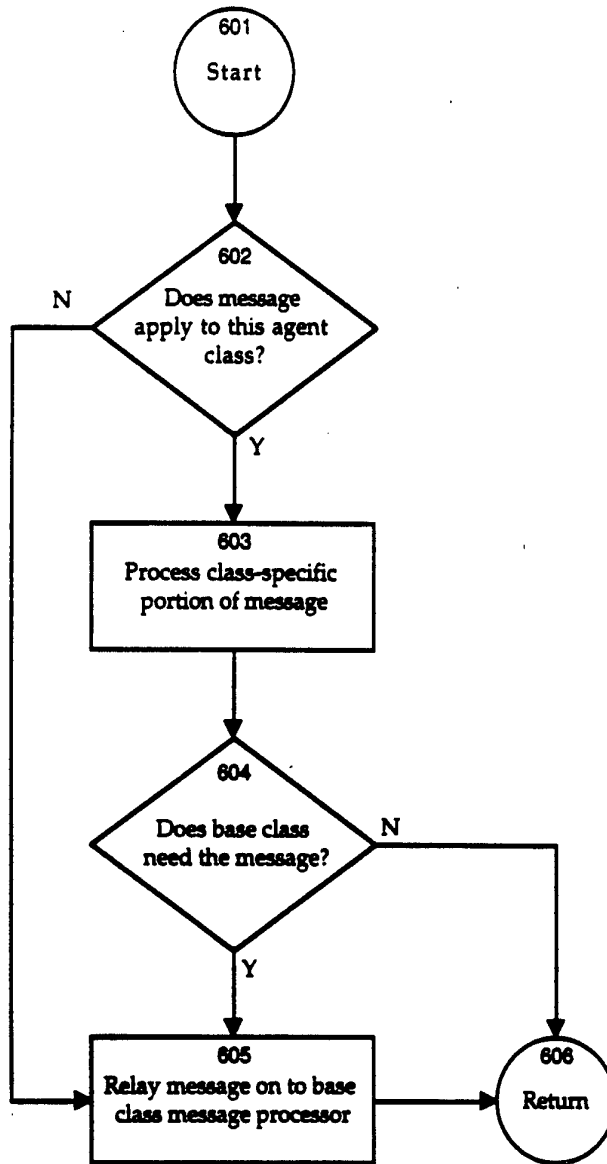 601
Start
602
Does message
apply to this agent
class?
N
Y
603
Process class-specific
portion of message
604
Does base class
need the message?
N
Y
605
Relay message on to base
class message processor
606
Return